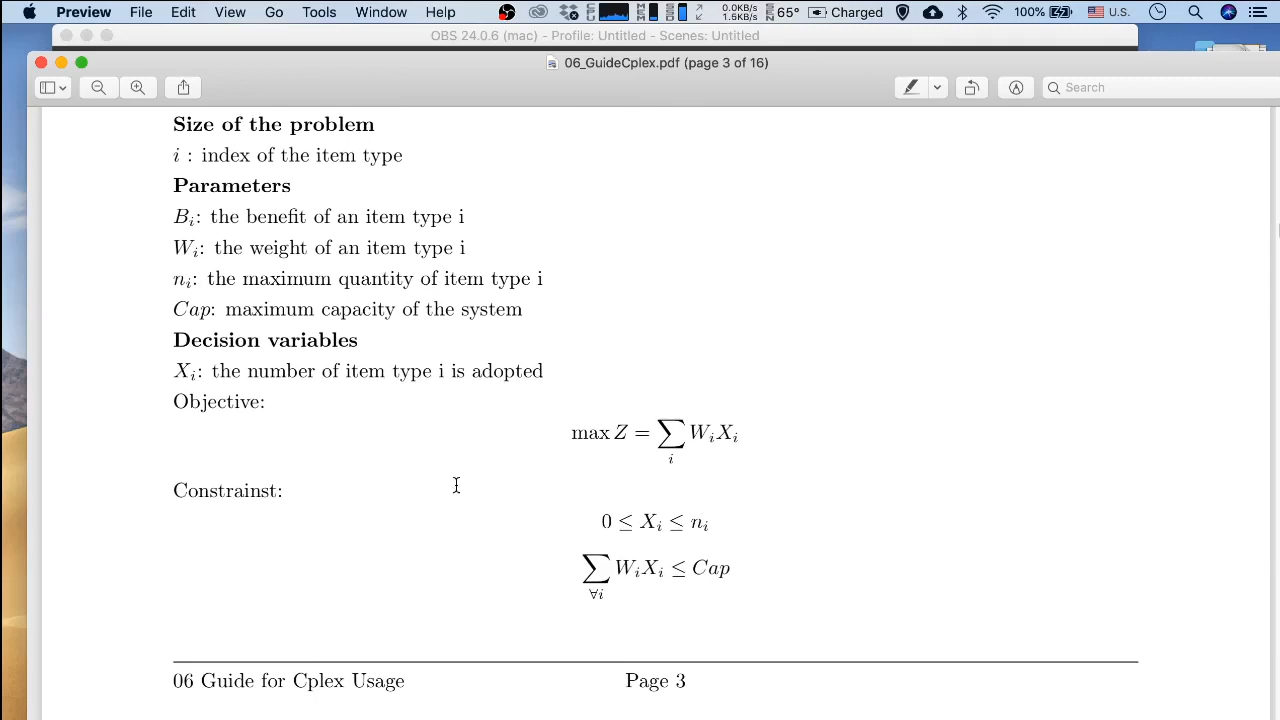 Preview File Edit View Go Tools Window Help 0.0KB/s 1.5KB/s 65° Charged 100% U.S.
OBS 24.0.6 (mac) - Profile: Untitled - Scenes: Untitled
06_GuideCplex.pdf (page 3 of 16)
Search
Size of the problem
i : index of the item type
Parameters
B_i: the benefit of an item type i
W_i: the weight of an item type i
n_i: the maximum quantity of item type i
Cap: maximum capacity of the system
Decision variables
X_i: the number of item type i is adopted
Objective:
max Z = ∑_i W_i X_i
Constrainst:
0 ≤ X_i ≤ n_i
∑_∀i W_i X_i ≤ Cap
06 Guide for Cplex Usage Page 3